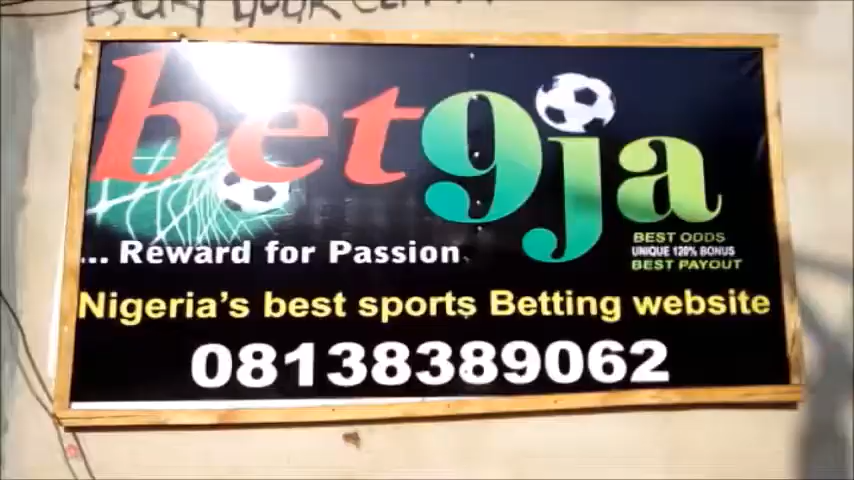 bet9ja
... Reward for Passion
BEST ODDS
UNIQUE 120% BONUS
BEST PAYOUT
Nigeria's best sports Betting website
08138389062